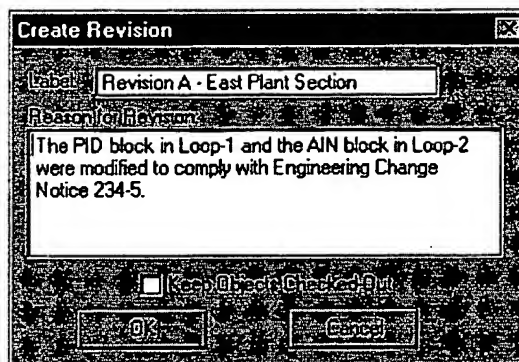 Create Revision
Label: Revision A - East Plant Section
Reason for Revision:
The PID block in Loop-1 and the AIN block in Loop-2
were modified to comply with Engineering Change
Notice 234-5.
Keep Objects Checked Out
OK Cancel